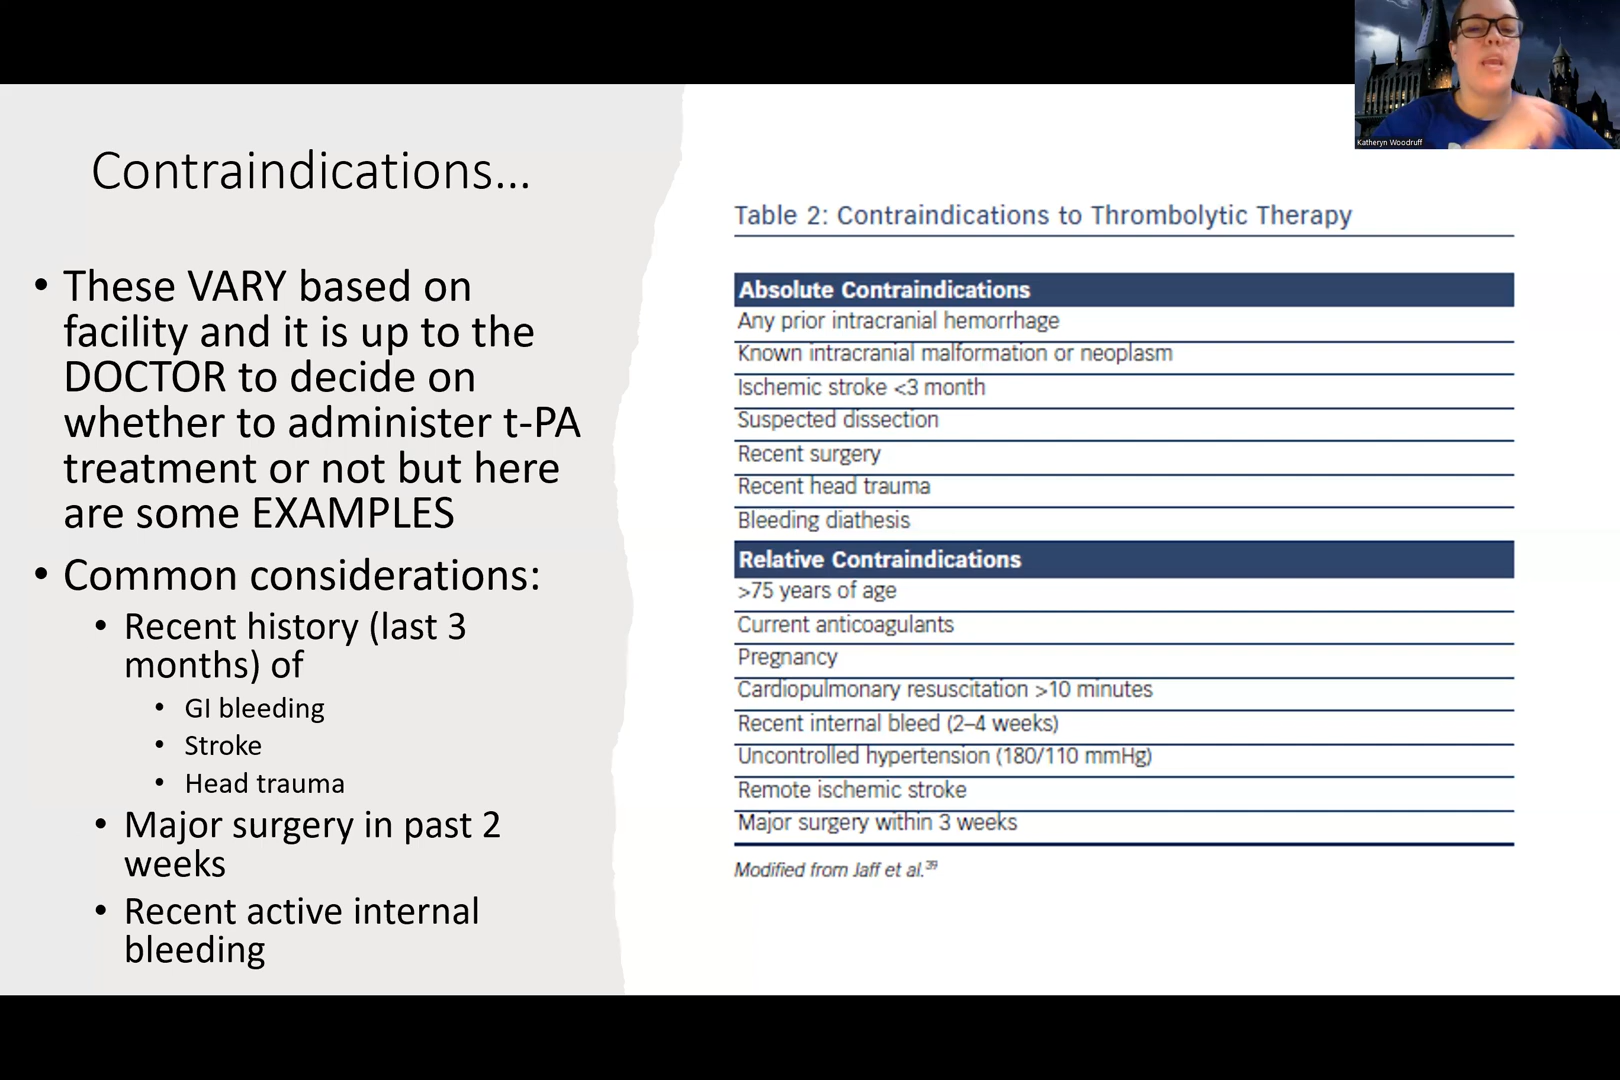 Katheryn Woodruff
Contraindications...
• These VARY based on
facility and it is up to the
DOCTOR to decide on
whether to administer t-PA
treatment or not but here
are some EXAMPLES
• Common considerations:
• Recent history (last 3
months) of
• GI bleeding
• Stroke
• Head trauma
• Major surgery in past 2
weeks
• Recent active internal
bleeding
Table 2: Contraindications to Thrombolytic Therapy
Absolute Contraindications
Any prior intracranial hemorrhage
Known intracranial malformation or neoplasm
Ischemic stroke <3 month
Suspected dissection
Recent surgery
Recent head trauma
Bleeding diathesis
Relative Contraindications
>75 years of age
Current anticoagulants
Pregnancy
Cardiopulmonary resuscitation >10 minutes
Recent internal bleed (2–4 weeks)
Uncontrolled hypertension (180/110 mmHg)
Remote ischemic stroke
Major surgery within 3 weeks
Modified from Jaff et al.39